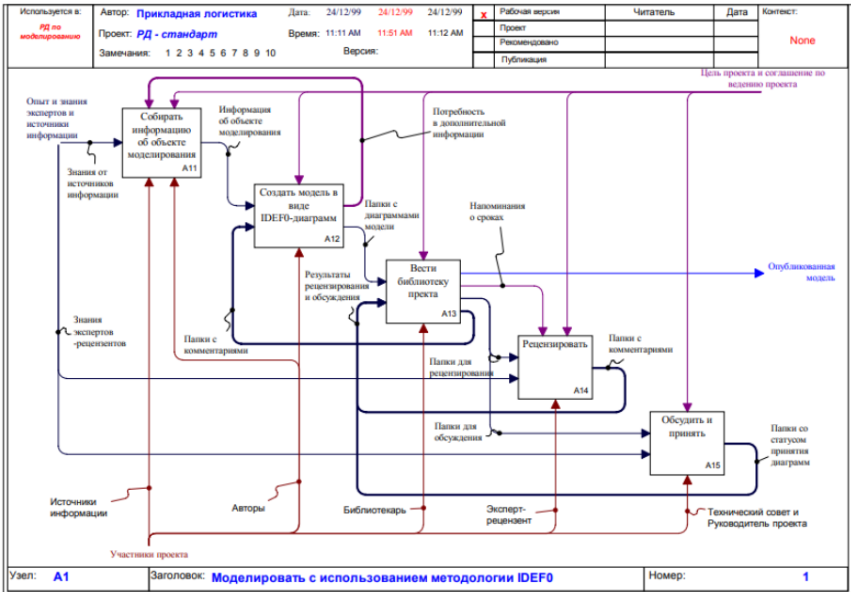 Используется в:
РД по
моделированию
Автор: Прикладная логистика
Дата: 24/12/99 24/12/99 24/12/99
Проект: РД - стандарт
Время: 11:11 AM 11:51 AM 11:12 AM
Замечания: 1 2 3 4 5 6 7 8 9 10
Версия:
x Рабочая версия
Проект
Рекомендовано
Публикация
Читатель
Дата
Контекст:
None
Цель проекта и соглашение по
ведению проекта
Опыт и знания
экспертов и
источники
информации
Собирать
информацию
об объекте
моделирования
A11
Информация
об объекте
моделирования
Потребность
в дополнительной
информации
Знания от
источников
информации
Создать модель в
виде
IDEF0-диаграмм
A12
Папки с
диаграммами
модели
Напоминания
о сроках
Результаты
рецензирования
и обсуждения
Вести
библиотеку
пректа
A13
Опубликованная
модель
Знания
экспертов
-рецензентов
Папки с
комментариями
Рецензировать
A14
Папки с
комментариями
Папки для
рецензирования
Папки для
обсуждения
Обсудить и
принять
A15
Папки со
статусом
принятия
диаграмм
Источники
информации
Авторы
Библиотекарь
Эксперт-
рецензент
Технический совет и
Руководитель проекта
Участники проекта
Узел: A1
Заголовок: Моделировать с использованием методологии IDEF0
Номер: 1